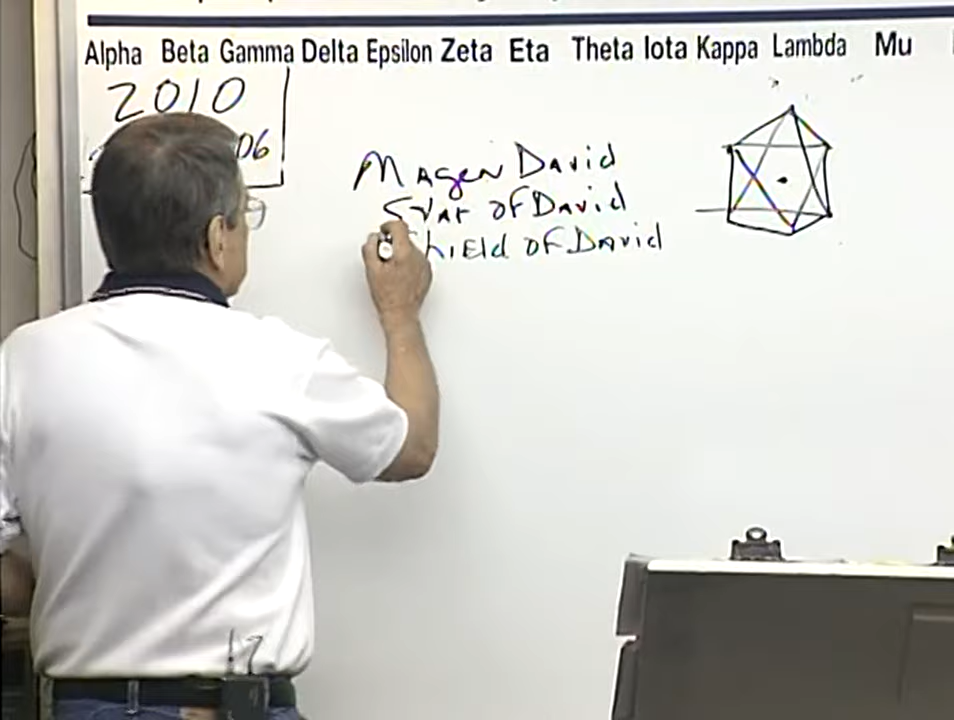 Alpha Beta Gamma Delta Epsilon Zeta Eta Theta Iota Kappa Lambda Mu
2010
06
Magen David
Star of David
Shield of David